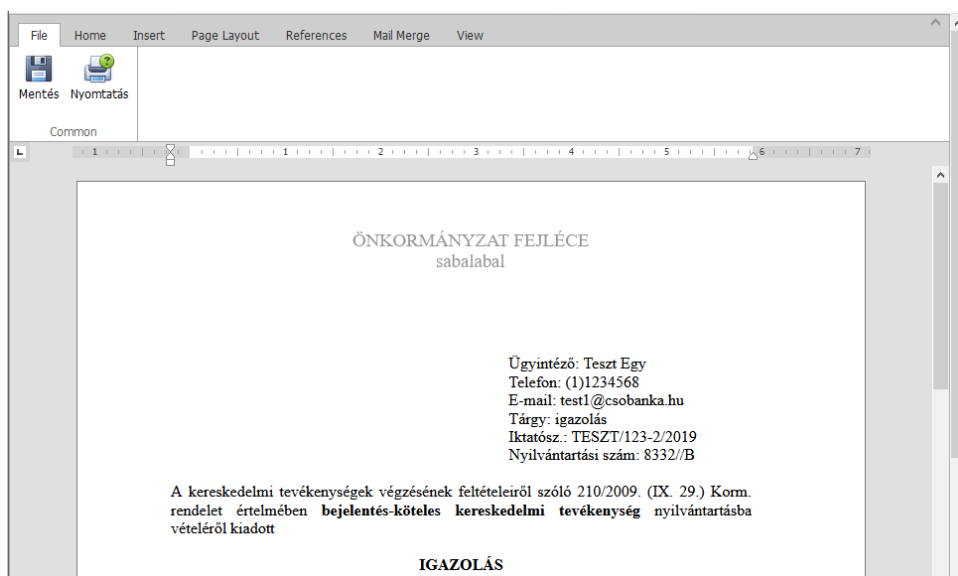 File Home Insert Page Layout References Mail Merge View
Mentés Nyomtatás
Common
L 1 1 2 3 4 5 6 7
ÖNKORMÁNYZAT FEJLÉCE
sabalabal
Ügyintéző: Teszt Egy
Telefon: (1)1234568
E-mail: test1@csobanka.hu
Tárgy: igazolás
Iktatósz.: TESZT/123-2/2019
Nyilvántartási szám: 8332//B
A kereskedelmi tevékenységek végzésének feltételeiről szóló 210/2009. (IX. 29.) Korm.
rendelet értelmében bejelentés-köteles kereskedelmi tevékenység nyilvántartásba
vételéről kiadott
IGAZOLÁS